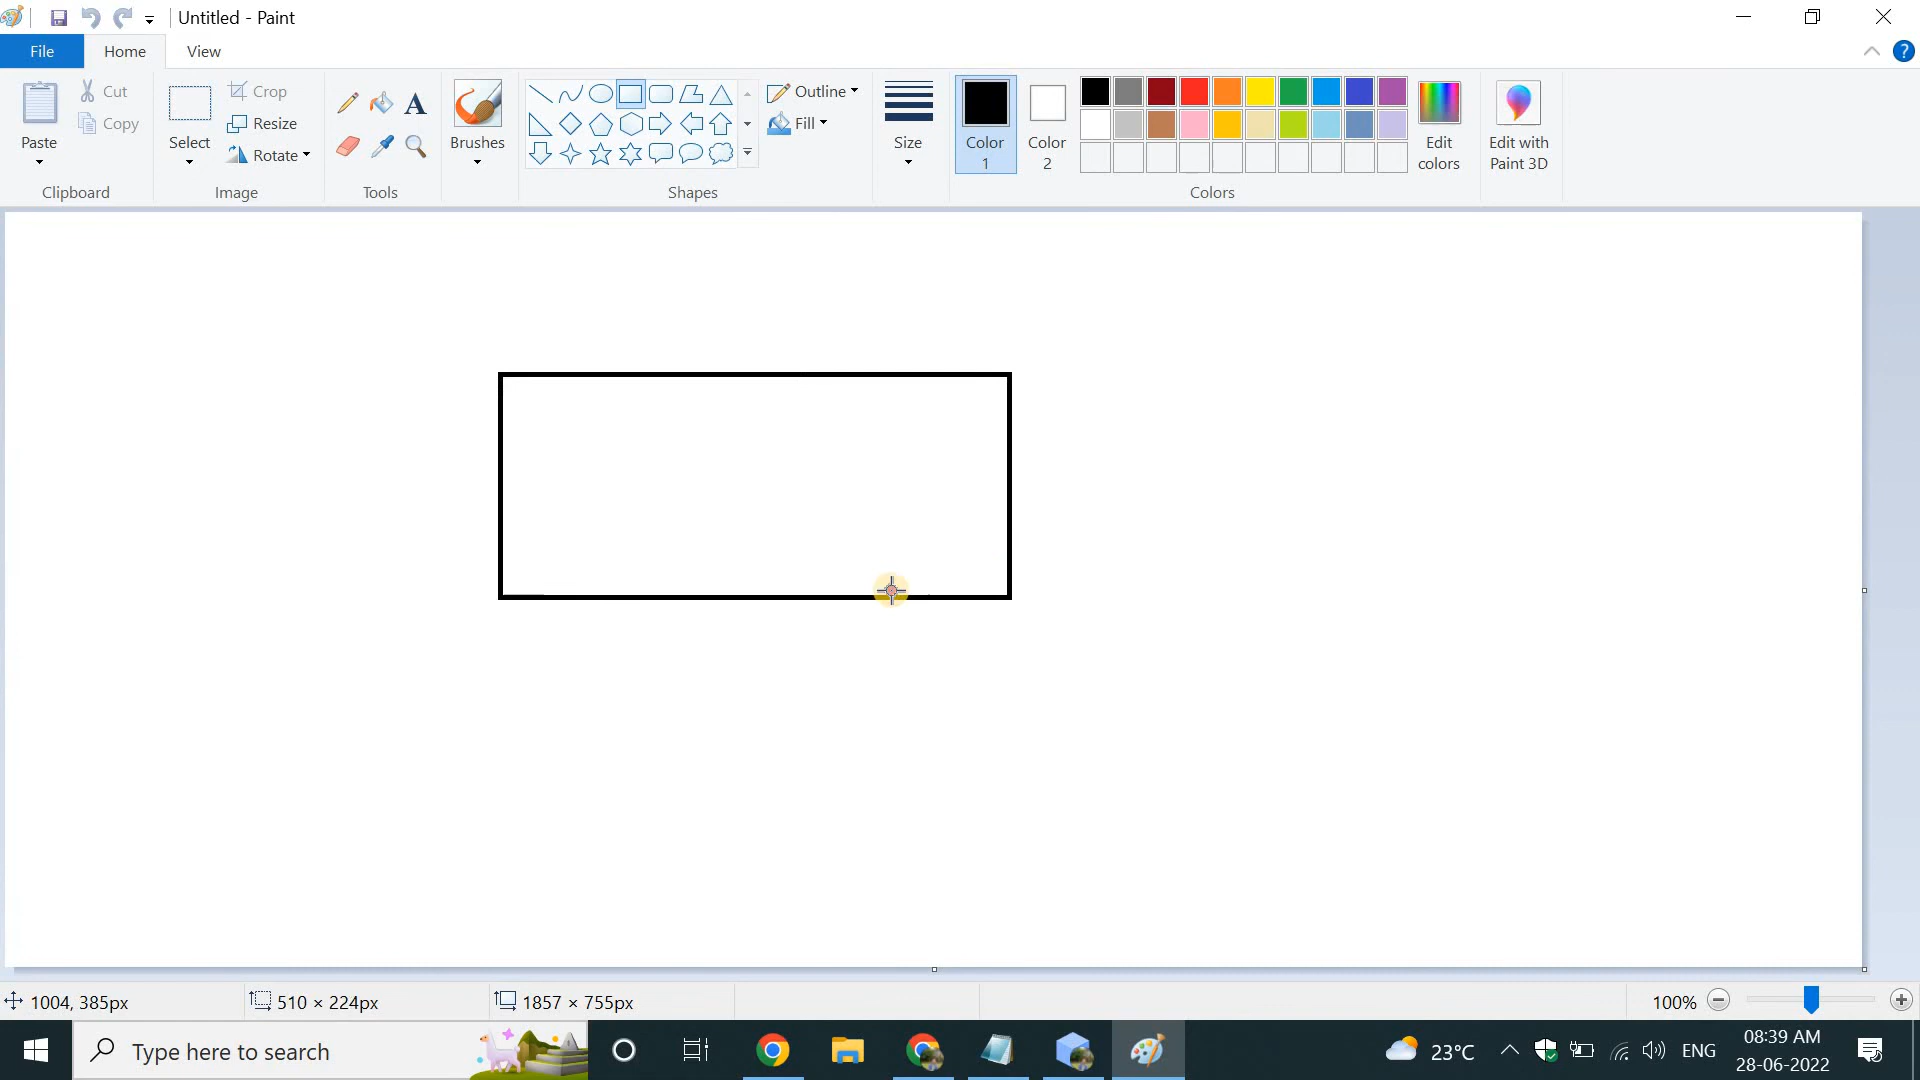 Untitled - Paint
File
Home
View
?
Paste
Cut
Copy
Clipboard
Select
Crop
Resize
Rotate
Image
A
Tools
Brushes
Outline
Fill
Shapes
Size
Color
1
Color
2
Colors
Edit
colors
Edit with
Paint 3D
1004, 385px
510 × 224px
1857 × 755px
100%
Type here to search
23°C
ENG
08:39 AM
28-06-2022